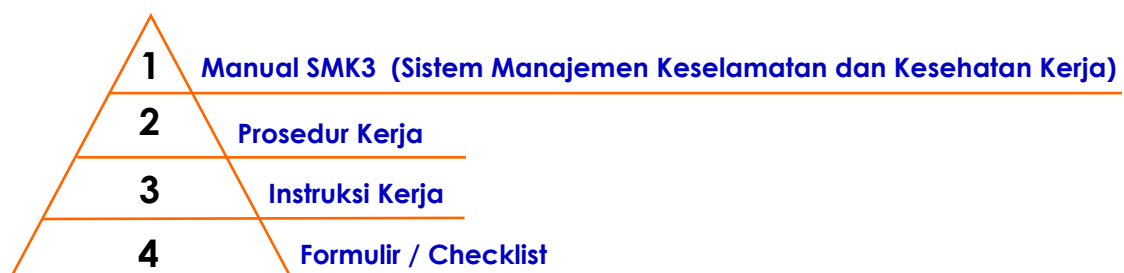 1 Manual SMK3 (Sistem Manajemen Keselamatan dan Kesehatan Kerja)
2 Prosedur Kerja
3 Instruksi Kerja
4 Formulir / Checklist